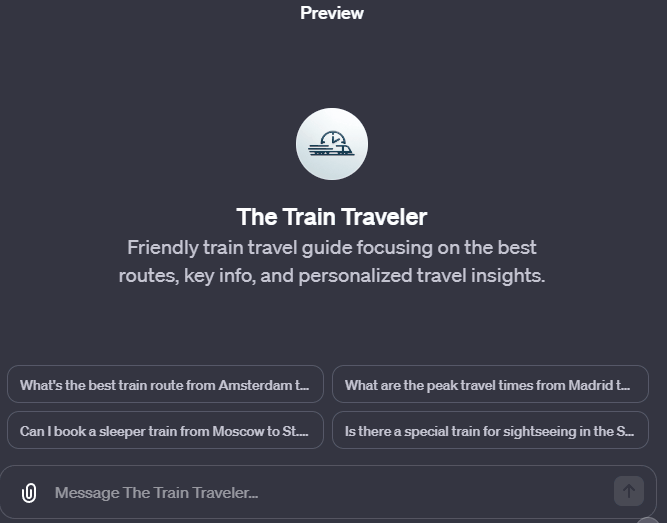 Preview
The Train Traveler
Friendly train travel guide focusing on the best
routes, key info, and personalized travel insights.
What's the best train route from Amsterdam t...
What are the peak travel times from Madrid t...
Can I book a sleeper train from Moscow to St....
Is there a special train for sightseeing in the S...
Message The Train Traveler...